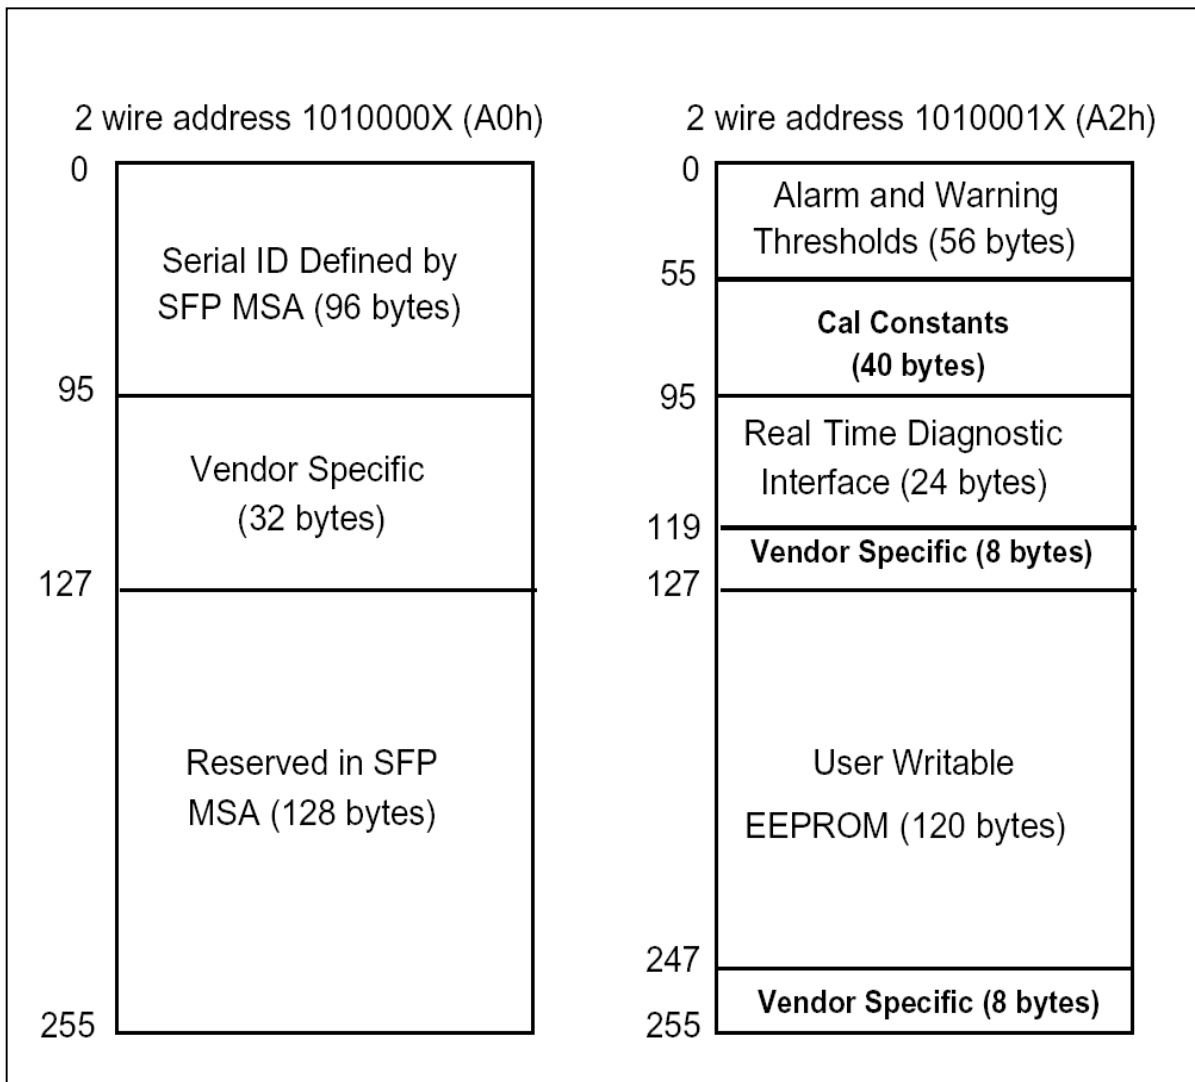 2 wire address 1010000X (A0h)
0
Serial ID Defined by
SFP MSA (96 bytes)
95
Vendor Specific
(32 bytes)
127
Reserved in SFP
MSA (128 bytes)
255
2 wire address 1010001X (A2h)
0
Alarm and Warning
Thresholds (56 bytes)
55
Cal Constants
(40 bytes)
95
Real Time Diagnostic
Interface (24 bytes)
119
Vendor Specific (8 bytes)
127
User Writable
EEPROM (120 bytes)
247
Vendor Specific (8 bytes)
255